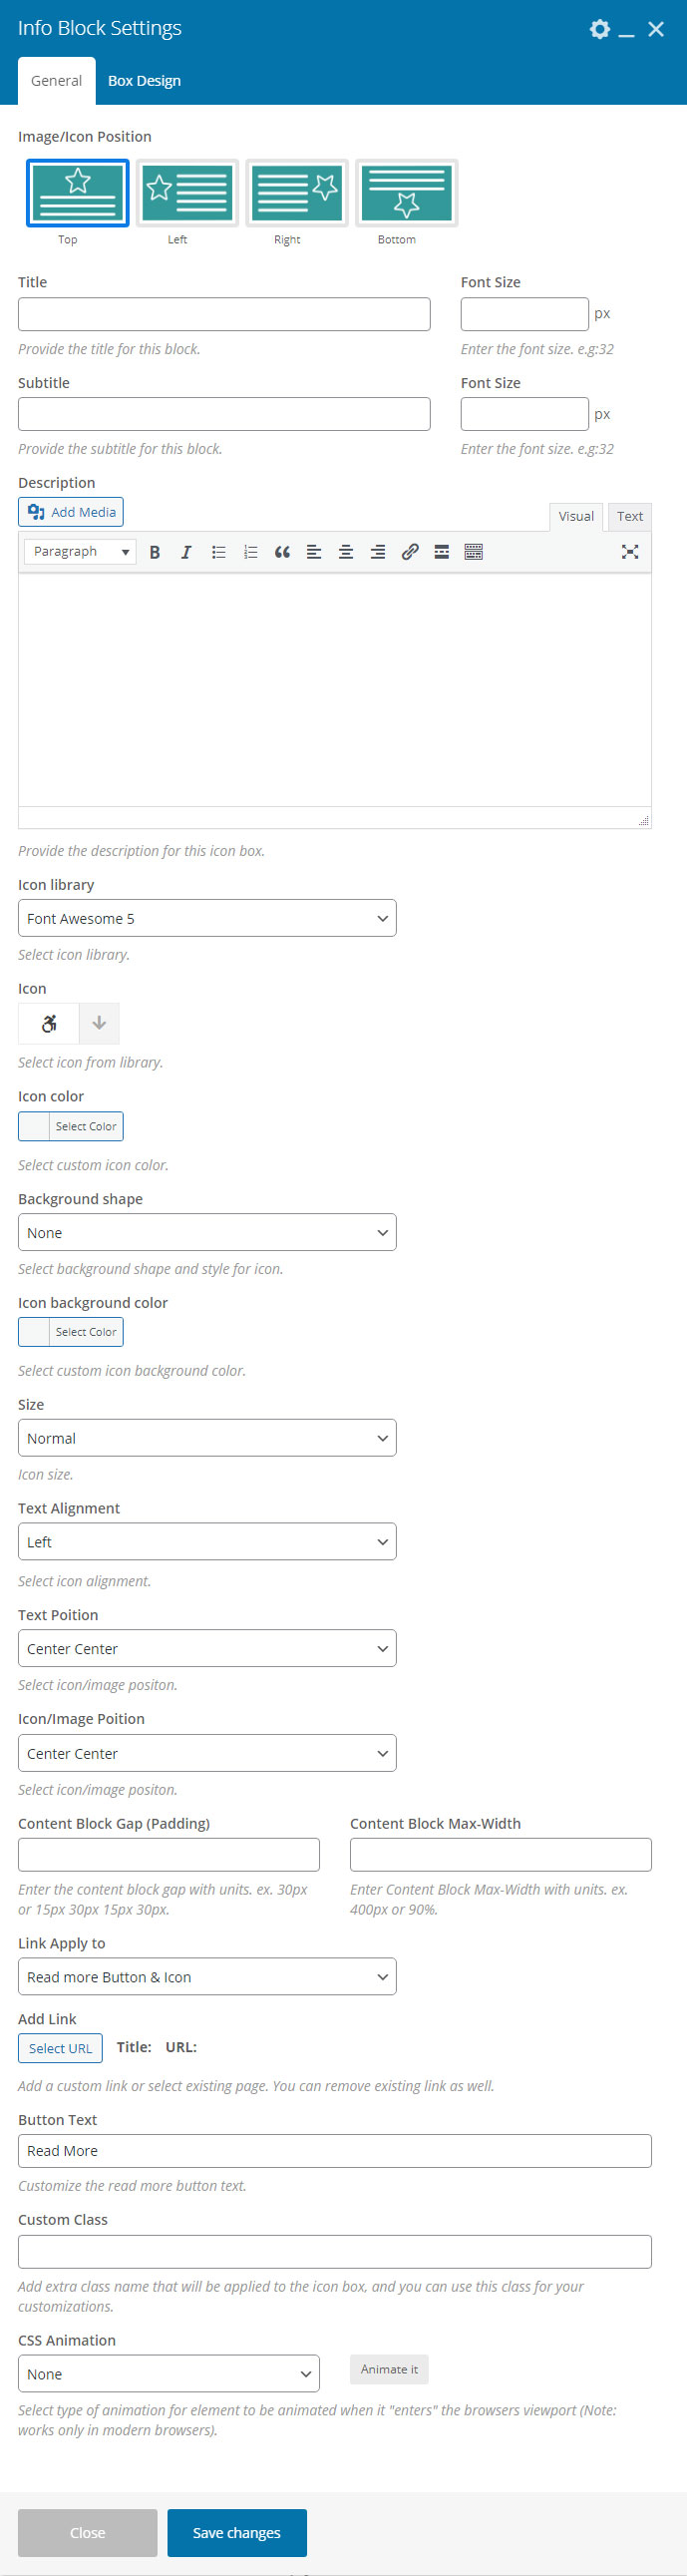 Info Block Settings
General Box Design
Image/Icon Position
Top Left Right Bottom
Title Font Size
px
Provide the title for this block. Enter the font size. e.g:32
Subtitle Font Size
px
Provide the subtitle for this block. Enter the font size. e.g:32
Description
Add Media Visual Text
Paragraph B I
Provide the description for this icon box.
Icon library
Font Awesome 5
Select icon library.
Icon
Select icon from library.
Icon color
Select Color
Select custom icon color.
Background shape
None
Select background shape and style for icon.
Icon background color
Select Color
Select custom icon background color.
Size
Normal
Icon size.
Text Alignment
Left
Select icon alignment.
Text Poition
Center Center
Select icon/image positon.
Icon/Image Poition
Center Center
Select icon/image positon.
Content Block Gap (Padding) Content Block Max-Width
Enter the content block gap with units. ex. 30px Enter Content Block Max-Width with units. ex.
or 15px 30px 15px 30px. 400px or 90%.
Link Apply to
Read more Button & Icon
Add Link
Select URL Title: URL:
Add a custom link or select existing page. You can remove existing link as well.
Button Text
Read More
Customize the read more button text.
Custom Class
Add extra class name that will be applied to the icon box, and you can use this class for your
customizations.
CSS Animation
None Animate it
Select type of animation for element to be animated when it "enters" the browsers viewport (Note:
works only in modern browsers).
Close Save changes